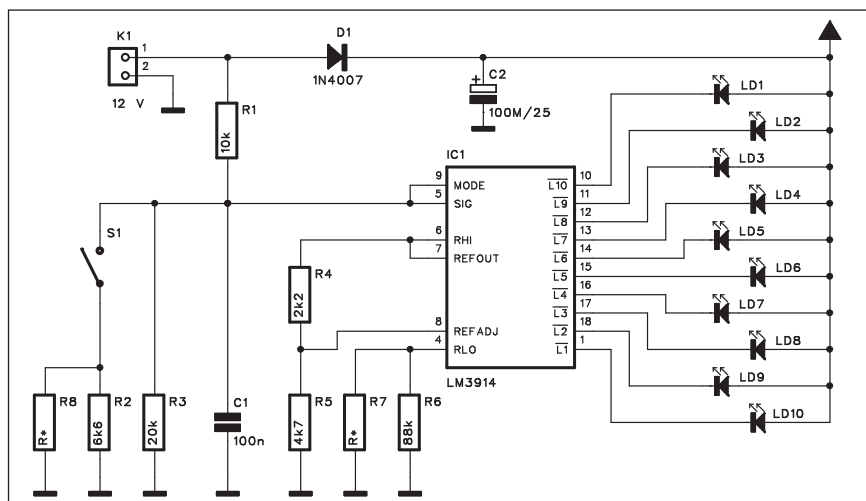 K1
1
2
12 V
D1
1N4007
C2
+
100M/25
R1
10k
S1
R8
R*
R2
6k6
R3
20k
C1
100n
R4
2k2
R5
4k7
R7
R*
R6
88k
IC1
LM3914
9 MODE
5 SIG
6 RHI
7 REFOUT
8 REFADJ
4 RLO
L10 10
L9 11
L8 12
L7 13
L6 14
L5 15
L4 16
L3 17
L2 18
L1 1
LD1
LD2
LD3
LD4
LD5
LD6
LD7
LD8
LD9
LD10